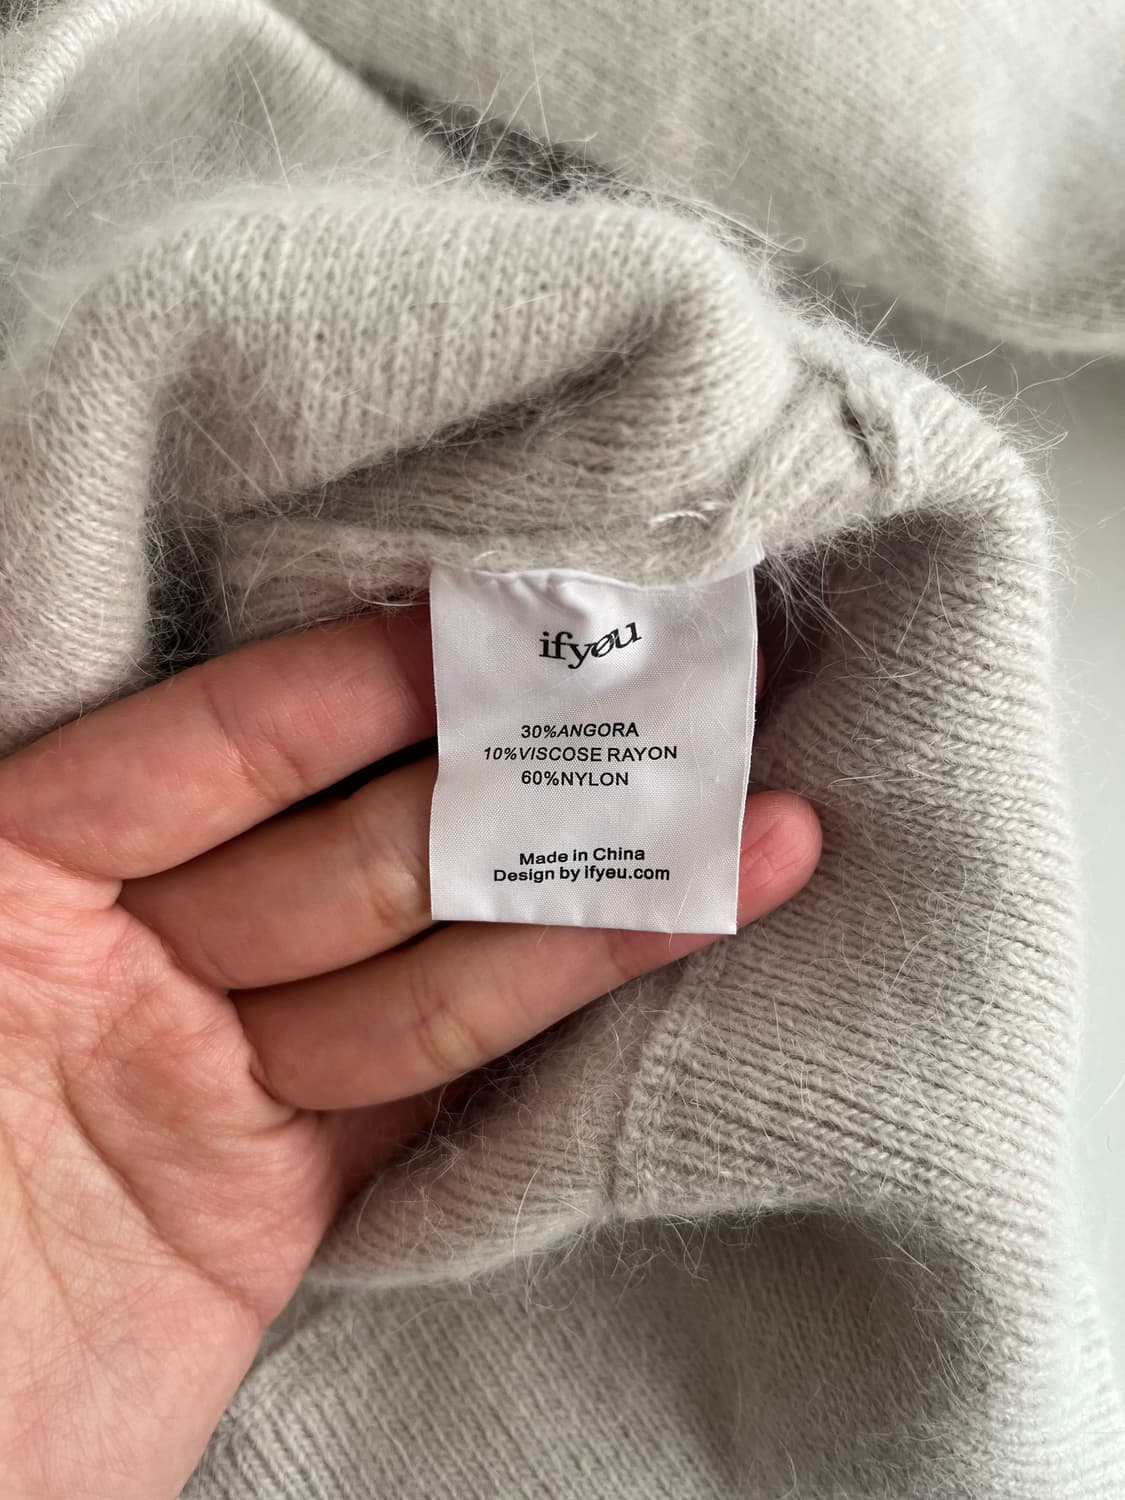 ifyeu
30%ANGORA
10%VISCOSE RAYON
60%NYLON
Made in China
Design by ifyeu.com